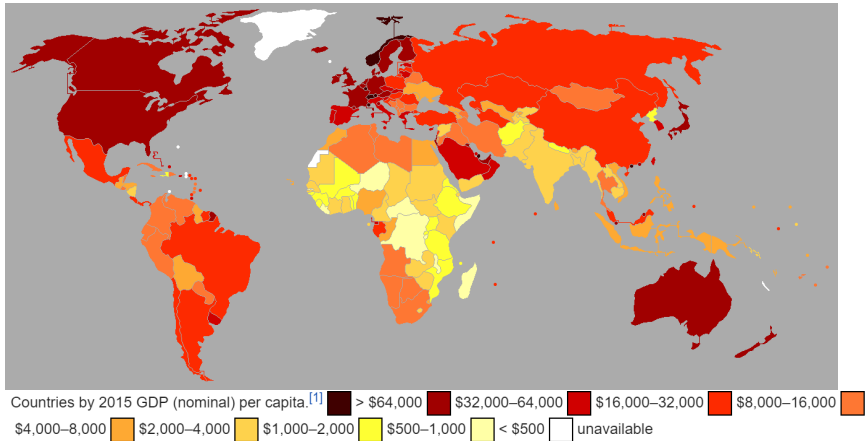 Countries by 2015 GDP (nominal) per capita.[1] > $64,000 $32,000–64,000 $16,000–32,000 $8,000–16,000
$4,000–8,000 $2,000–4,000 $1,000–2,000 $500–1,000 < $500 unavailable